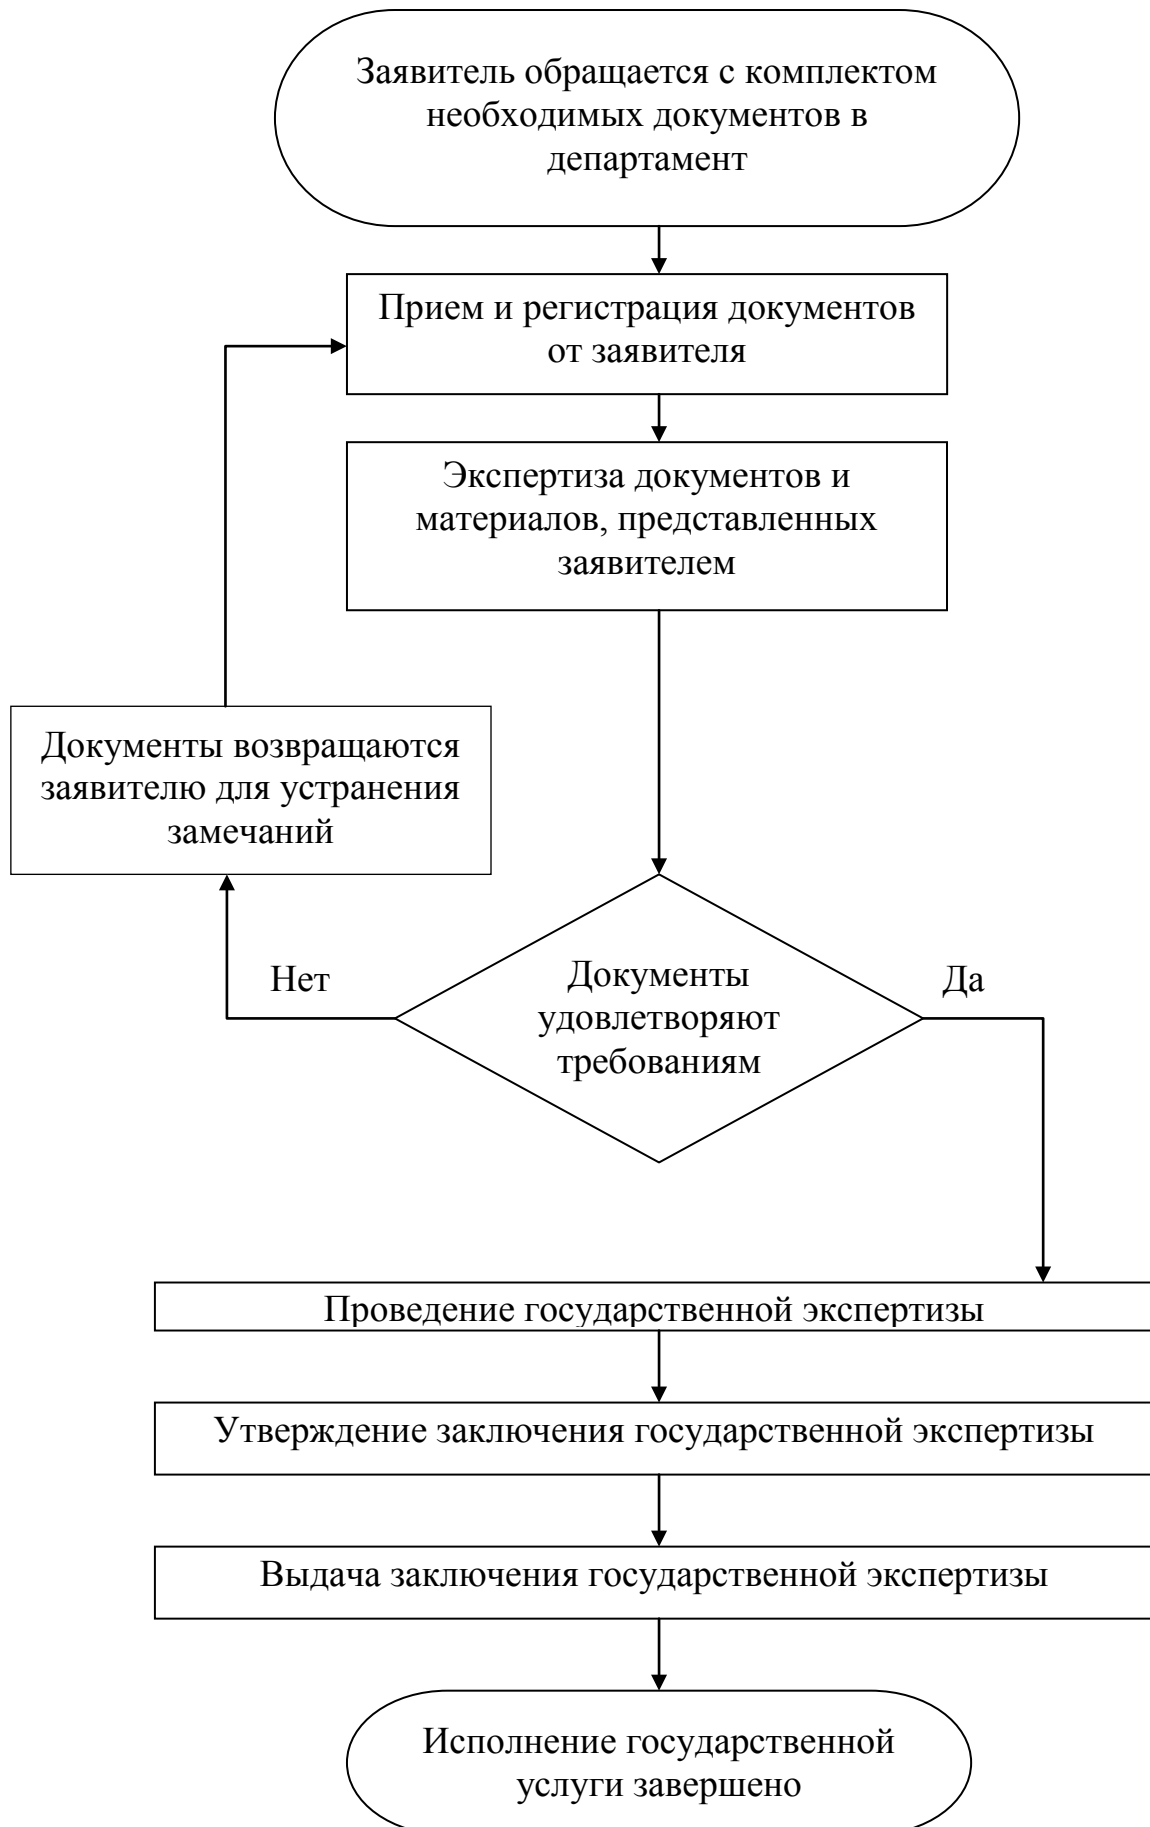 Заявитель обращается с комплектом
необходимых документов в
департамент
Прием и регистрация документов
от заявителя
Экспертиза документов и
материалов, представленных
заявителем
Документы возвращаются
заявителю для устранения
замечаний
Нет
Документы
удовлетворяют
требованиям
Да
Проведение государственной экспертизы
Утверждение заключения государственной экспертизы
Выдача заключения государственной экспертизы
Исполнение государственной
услуги завершено